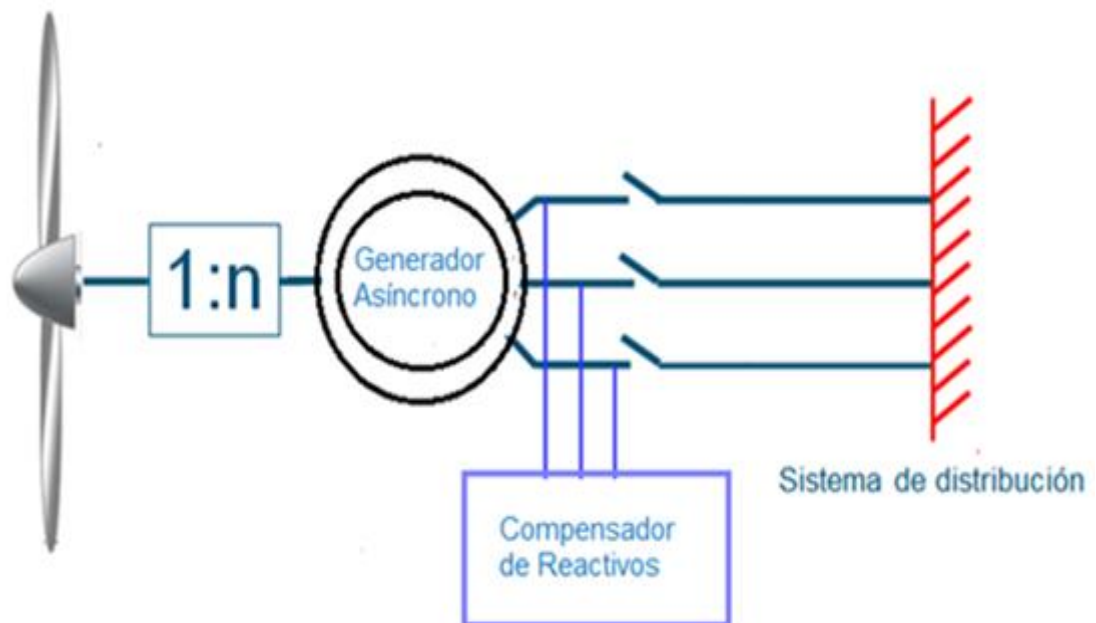 1:n
Generador
Asíncrono
Sistema de distribución
Compensador
de Reactivos